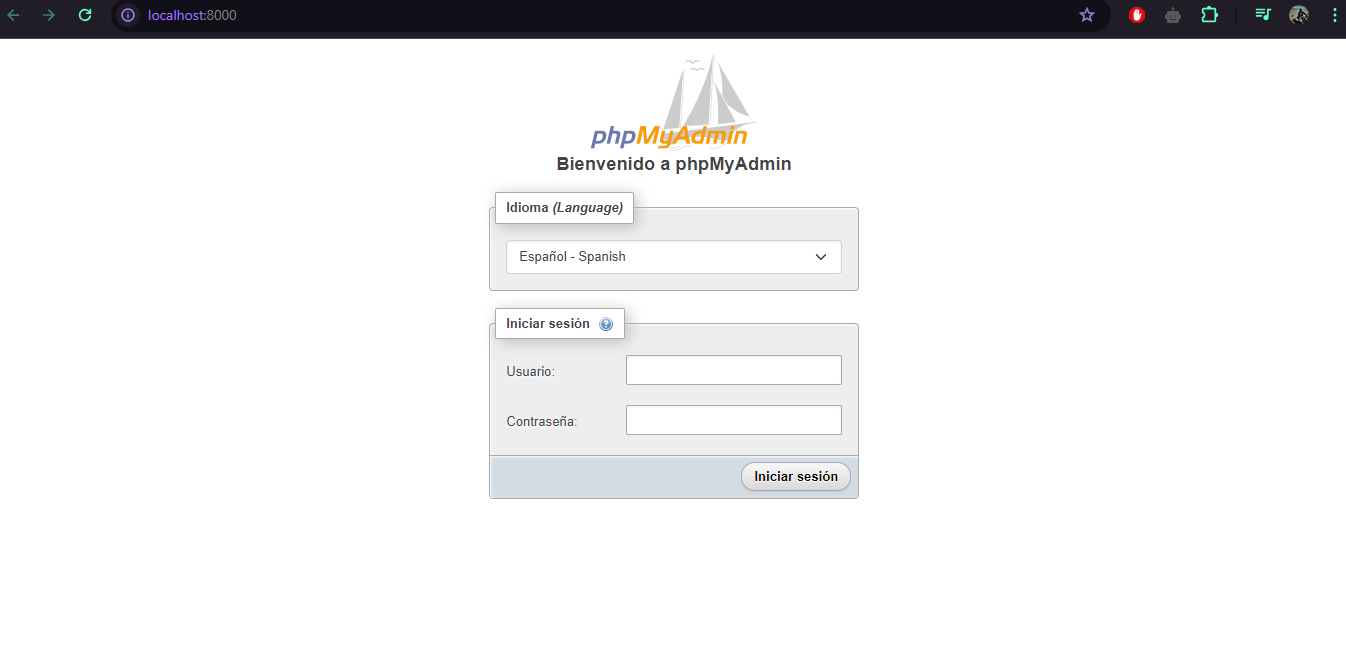 localhost:8000
phpMyAdmin
Bienvenido a phpMyAdmin
Idioma (Language)
Español - Spanish
Iniciar sesión
Usuario:
Contraseña:
Iniciar sesión